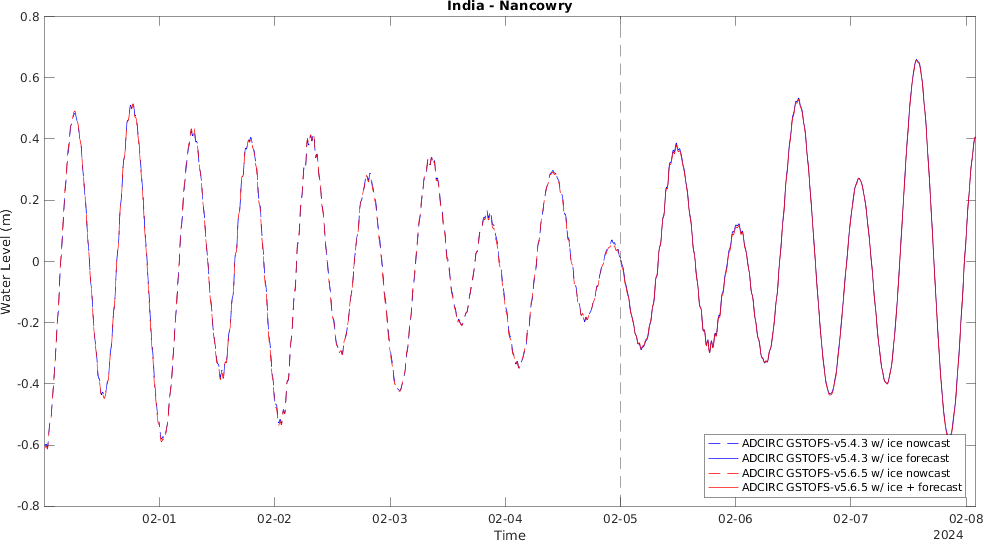 India - Nancowry
0.8
0.6
0.4
0.2
0
-0.2
-0.4
-0.6
-0.8
Water Level (m)
02-01
02-02
02-03
02-04
02-05
02-06
02-07
02-08
2024
Time
ADCIRC GSTOFS-v5.4.3 w/ ice nowcast
ADCIRC GSTOFS-v5.4.3 w/ ice forecast
ADCIRC GSTOFS-v5.6.5 w/ ice nowcast
ADCIRC GSTOFS-v5.6.5 w/ ice + forecast